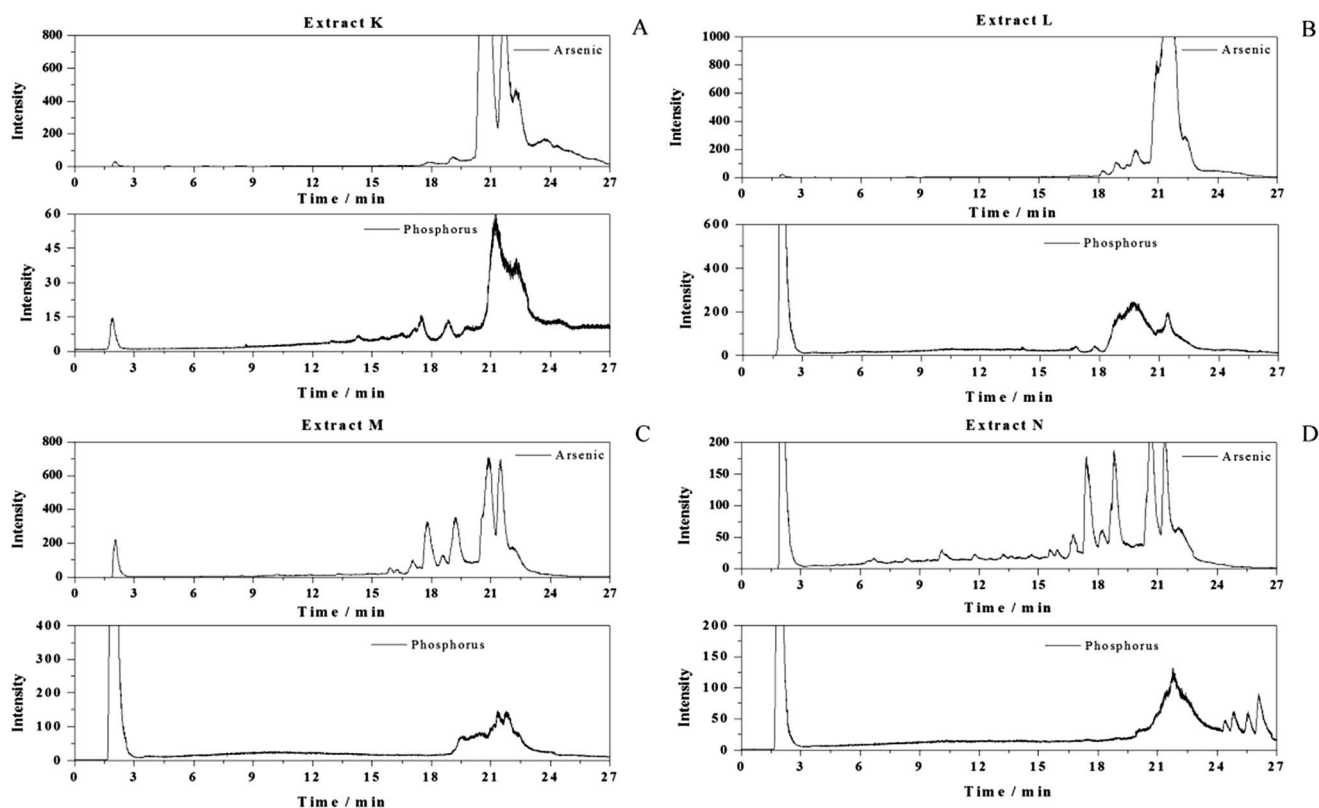 Extract K
A
800
600
400
200
0
Intensity
Arsenic
0 3 6 9 12 15 18 21 24 27
Time / min
60
45
30
15
0
Intensity
Phosphorus
0 3 6 9 12 15 18 21 24 27
Time / min
Extract L
B
1000
800
600
400
200
0
Intensity
Arsenic
0 3 6 9 12 15 18 21 24 27
Time / min
600
400
200
0
Intensity
Phosphorus
0 3 6 9 12 15 18 21 24 27
Time / min
Extract M
C
800
600
400
200
0
Intensity
Arsenic
0 3 6 9 12 15 18 21 24 27
Time / min
400
300
200
100
0
Intensity
Phosphorus
0 3 6 9 12 15 18 21 24 27
Time / min
Extract N
D
200
150
100
50
0
Intensity
Arsenic
0 3 6 9 12 15 18 21 24 27
Time / min
200
150
100
50
0
Intensity
Phosphorus
0 3 6 9 12 15 18 21 24 27
Time / min